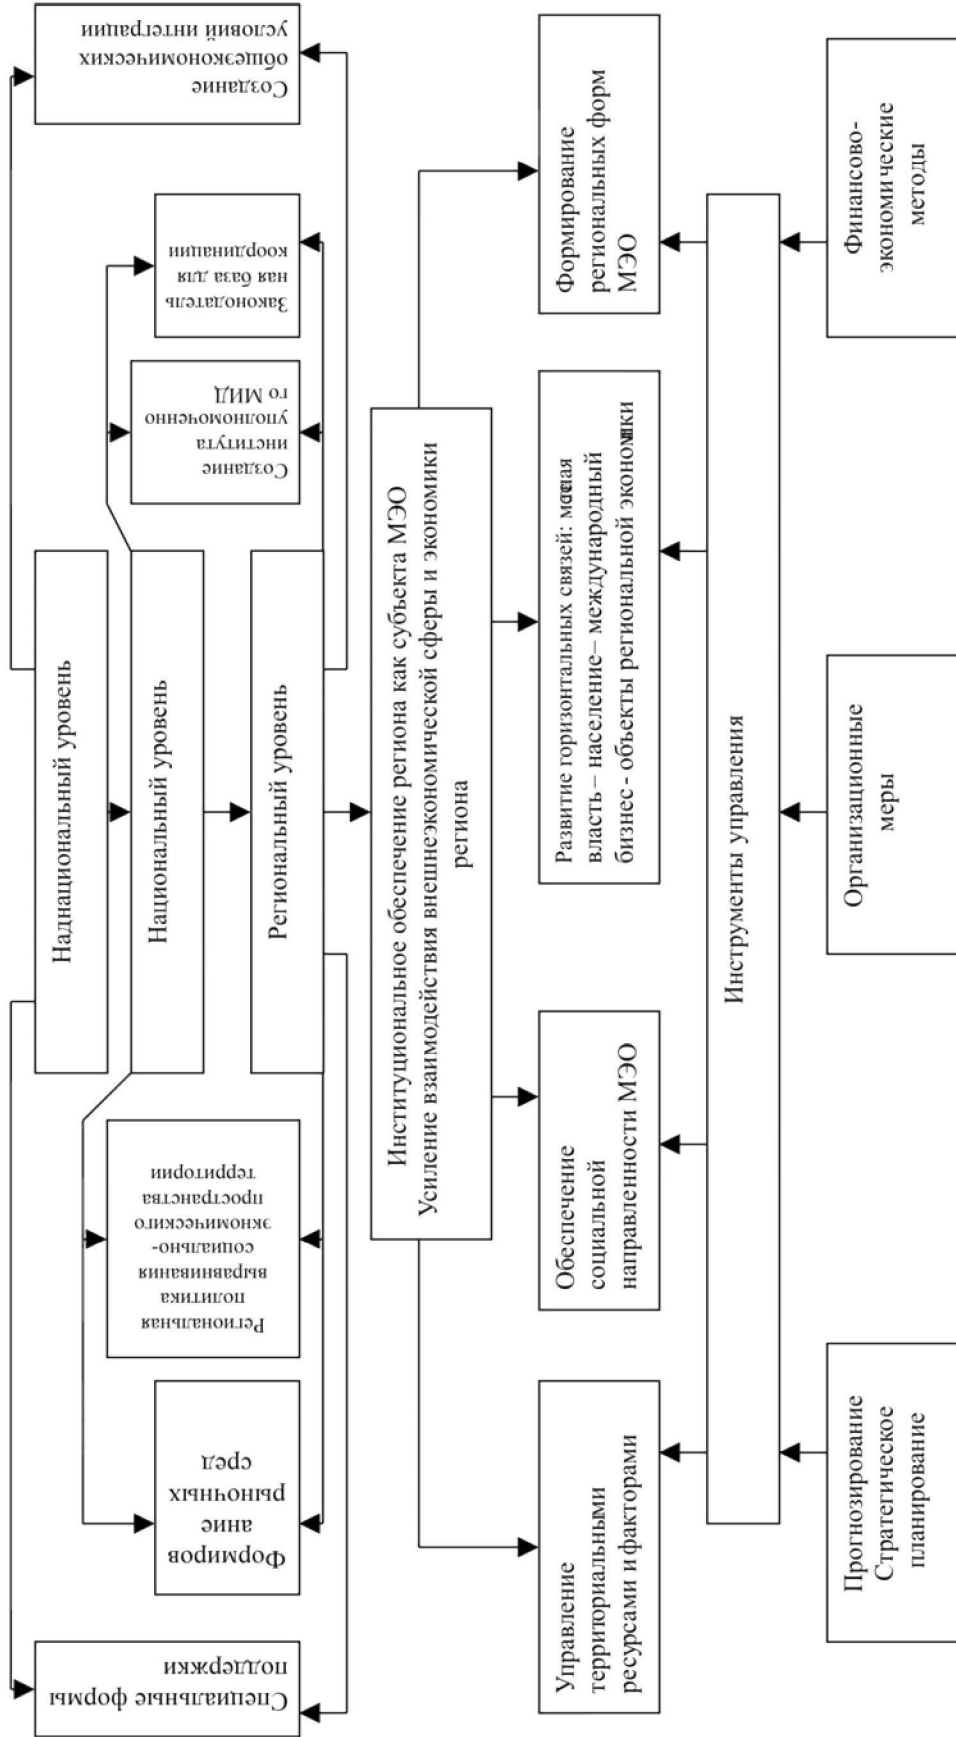 Наднациональный уровень
Национальный уровень
Региональный уровень
Специальные формы
поддержки
Формиров
ание
рыночных
сред
Региональная
политика
выравнивания
социально-
экномическиго
пространства
территории
Создание
института
уполномоченно
го МИД
Законодатель
ная база для
координации
Создание
общеэкономических
условий интеграции
Институциональное обеспечение региона как субъекта МЭО
Усиление взаимодействия внешнеэкономической сферы и экономики
региона
Управление
территориальными
ресурсами и факторами
Обеспечение
социальной
направленности МЭО
Развитие горизонтальных связей: местная
власть – население– международный
бизнес - объекты региональной экономики
Формирование
региональных форм
МЭО
Инструменты управления
Прогнозирование
Стратегическое
планирование
Организационные
меры
Финансово-
экономические
методы